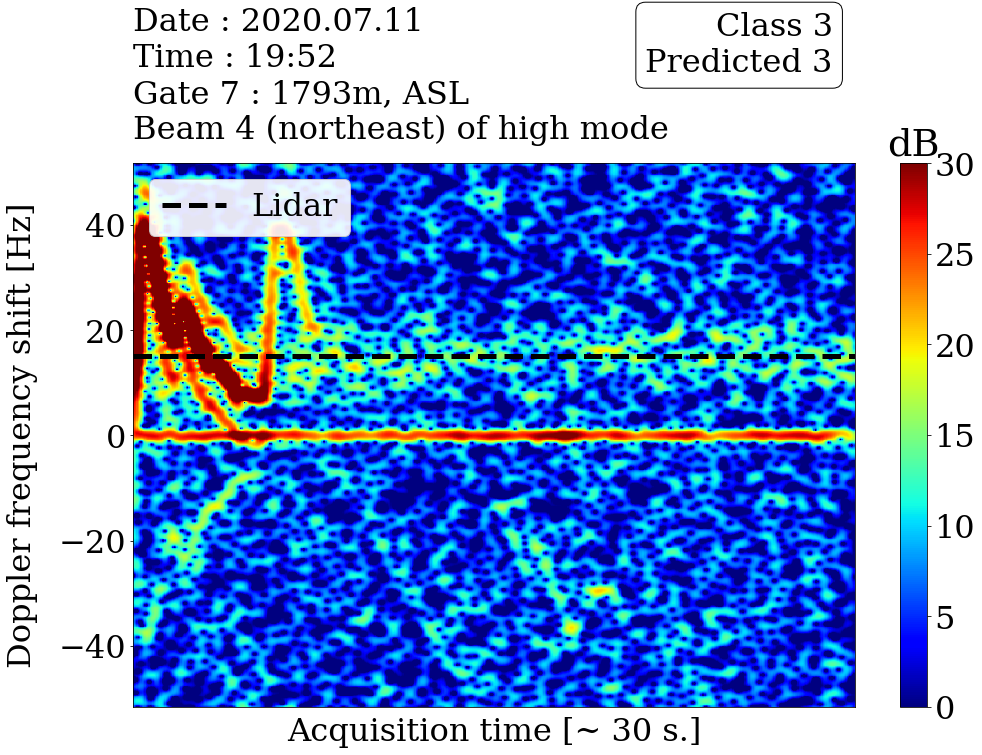 Date : 2020.07.11
Time : 19:52
Gate 7 : 1793m, ASL
Beam 4 (northeast) of high mode
Class 3
Predicted 3
dB
Lidar
Doppler frequency shift [Hz]
40
20
0
−20
−40
30
25
20
15
10
5
0
Acquisition time [~ 30 s.]